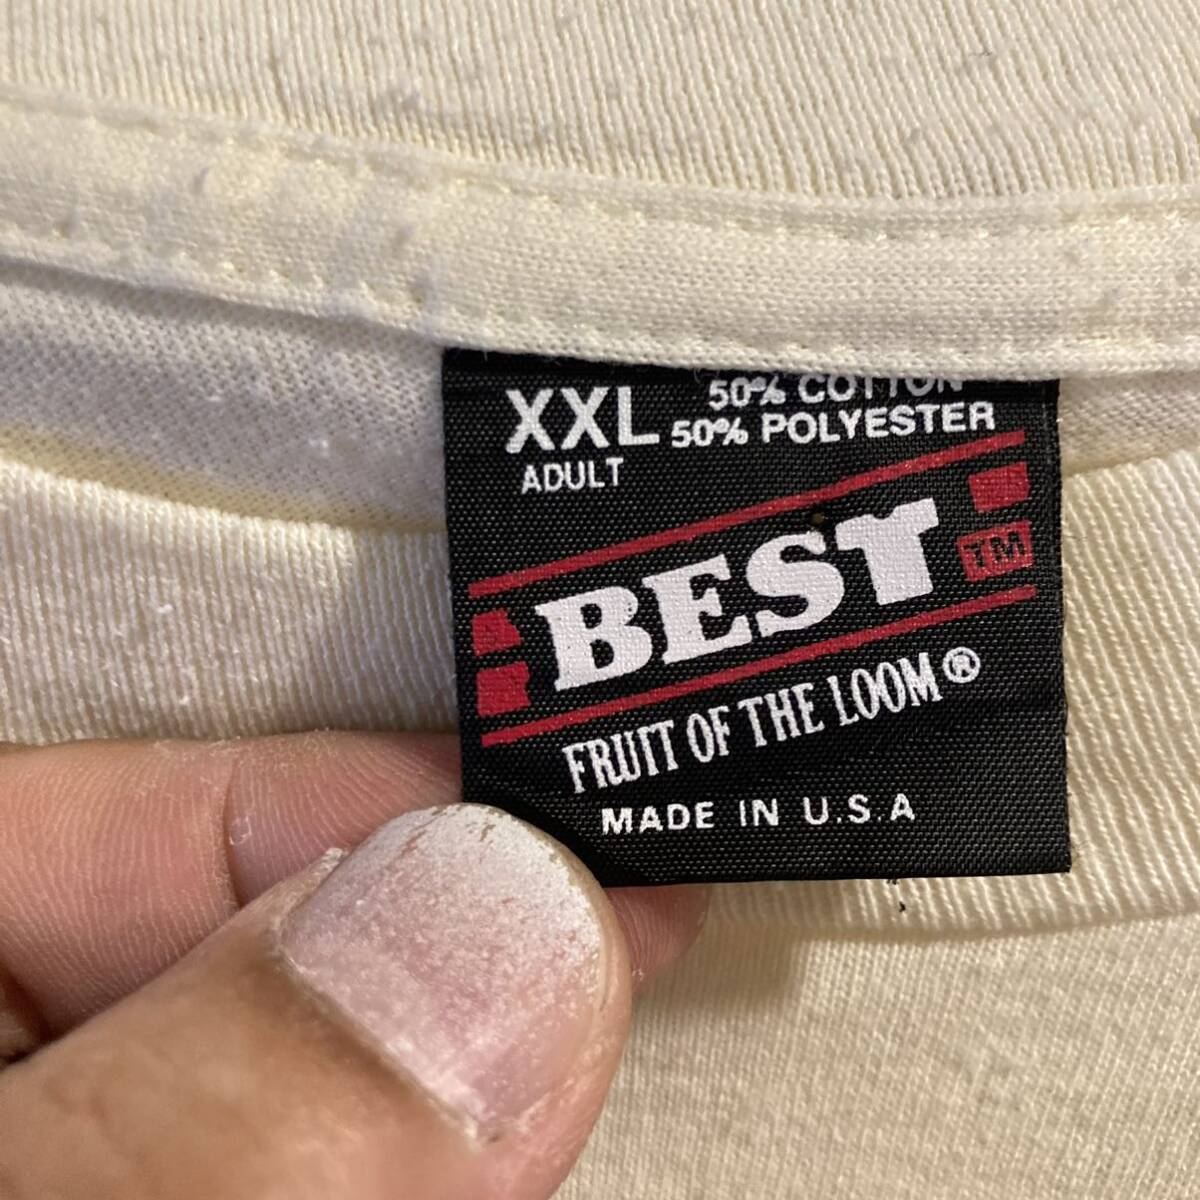 XXL
ADULT
50% COTTON
50% POLYESTER
BEST TM
FRUIT OF THE LOOM®
MADE IN U.S.A